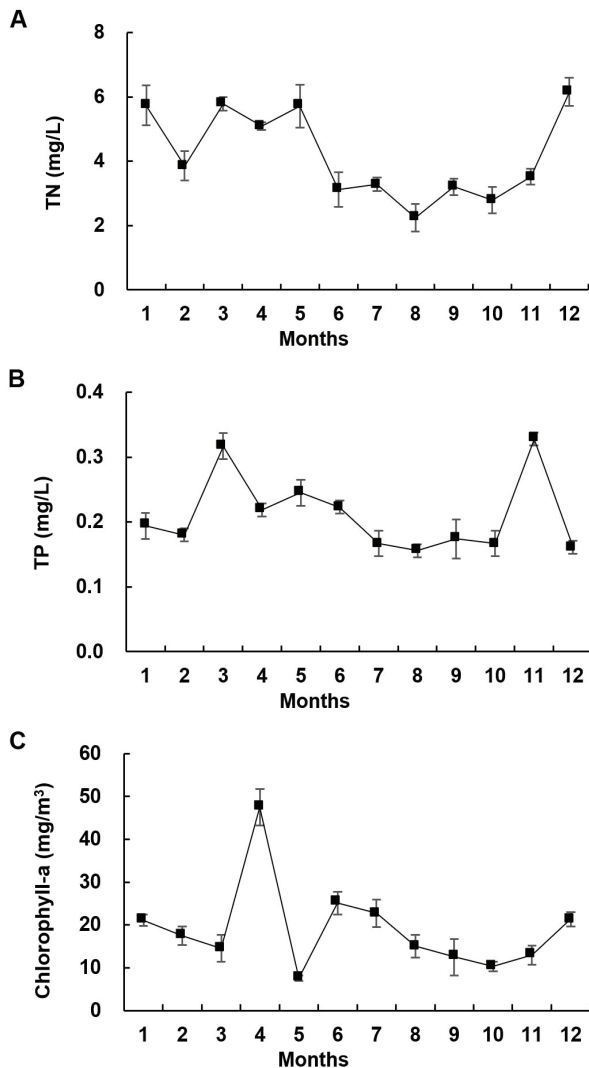 A
TN (mg/L)
8
6
4
2
0
1 2 3 4 5 6 7 8 9 10 11 12
Months
B
TP (mg/L)
0.4
0.3
0.2
0.1
0.0
1 2 3 4 5 6 7 8 9 10 11 12
Months
C
Chlorophyll-a (mg/m³)
60
50
40
30
20
10
0
1 2 3 4 5 6 7 8 9 10 11 12
Months